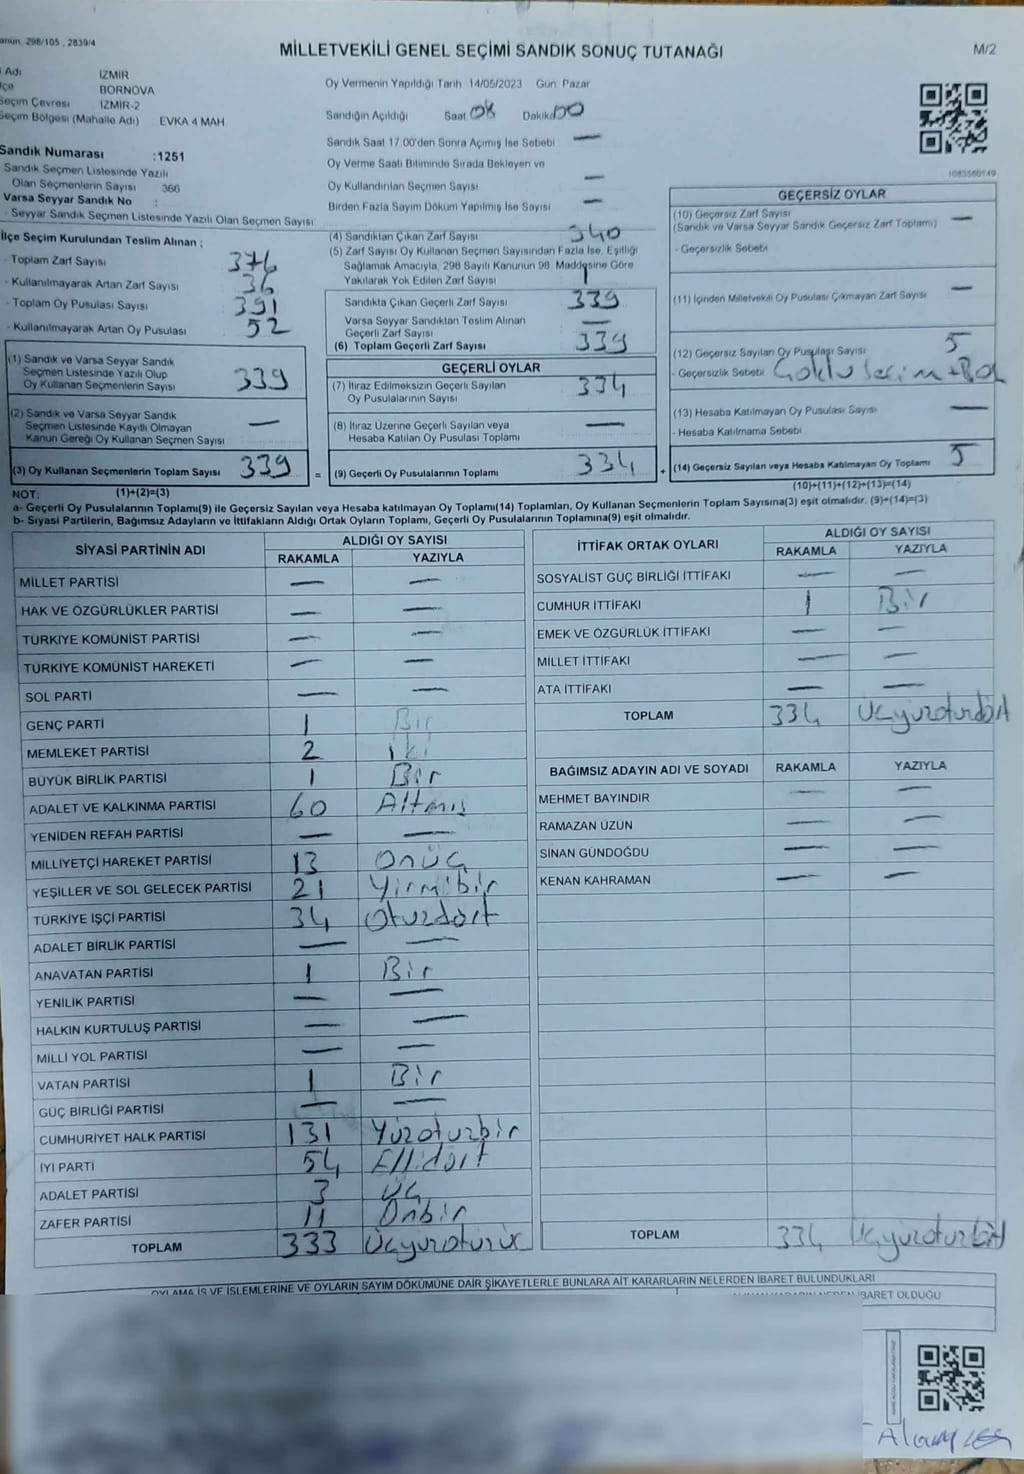 298/105 , 2839/4
MİLLETVEKİLİ GENEL SEÇİMİ SANDIK SONUÇ TUTANAĞI
M/2
Adı İZMİR
BORNOVA
Seçim Çevresi İZMİR-2
Seçim Bölgesi (Mahalle Adı) EVKA 4 MAH
Oy Vermenin Yapıldığı Tarih 14/05/2023 Gün Pazar
Sandığın Açıldığı Saat 08 Dakika 00
Sandık Saat 17.00'den Sonra Açımış İse Sebebi —
Oy Verme Saati Bitiminde Sırada Bekleyen ve
Oy Kullandırılan Seçmen Sayısı —
Birden Fazla Sayım Döküm Yapılmış İse Sayısı —
Sandık Numarası :1251
Sandık Seçmen Listesinde Yazılı
Olan Seçmenlerin Sayısı 366
Varsa Seyyar Sandık No :
- Seyyar Sandık Seçmen Listesinde Yazılı Olan Seçmen Sayısı
İlçe Seçim Kurulundan Teslim Alınan ;
- Toplam Zarf Sayısı 376
- Kullanılmayarak Artan Zarf Sayısı 36
- Toplam Oy Pusulası Sayısı 391
- Kullanılmayarak Artan Oy Pusulası 52
(1) Sandık ve Varsa Seyyar Sandık
Seçmen Listesinde Yazılı Olup
Oy Kullanan Seçmenlerin Sayısı 339
(2) Sandık ve Varsa Seyyar Sandık
Seçmen Listesinde Kayıtlı Olmayan
Kanun Gereği Oy Kullanan Seçmen Sayısı —
(3) Oy Kullanan Seçmenlerin Toplam Sayısı 339 =
(4) Sandıktan Çıkan Zarf Sayısı 340
(5) Zarf Sayısı Oy Kullanan Seçmen Sayısından Fazla İse, Eşitliği
Sağlamak Amacıyla, 298 Sayılı Kanunun 98. Maddesine Göre
Yakılarak Yok Edilen Zarf Sayısı 1
Sandıkta Çıkan Geçerli Zarf Sayısı 339
Varsa Seyyar Sandıktan Teslim Alınan
Geçerli Zarf Sayısı —
(6) Toplam Geçerli Zarf Sayısı 339
GEÇERLİ OYLAR
(7) İtiraz Edilmeksizin Geçerli Sayılan
Oy Pusulalarının Sayısı 334
(8) İtiraz Üzerine Geçerli Sayılan veya
Hesaba Katılan Oy Pusulası Toplamı —
(9) Geçerli Oy Pusulalarının Toplamı 334 +
1083560149
GEÇERSİZ OYLAR
(10) Geçersiz Zarf Sayısı —
(Sandık ve Varsa Seyyar Sandık Geçersiz Zarf Toplamı)
- Geçersizlik Sebebi
(11) İçinden Milletvekili Oy Pusulası Çıkmayan Zarf Sayısı —
(12) Geçersiz Sayılan Oy Pusulası Sayısı 5
- Geçersizlik Sebebi
(13) Hesaba Katılmayan Oy Pusulası Sayısı —
- Hesaba Katılmama Sebebi
(14) Geçersiz Sayılan veya Hesaba Katılmayan Oy Toplamı 5
NOT: (1)+(2)=(3) (10)+(11)+(12)+(13)=(14)
a- Geçerli Oy Pusulalarının Toplamı(9) ile Geçersiz Sayılan veya Hesaba Katılmayan Oy Toplamı(14) Toplamları, Oy Kullanan Seçmenlerin Toplam Sayısına(3) eşit olmalıdır. (9)+(14)=(3)
b- Siyasi Partilerin, Bağımsız Adayların ve İttifakların Aldığı Ortak Oyların Toplamı, Geçerli Oy Pusulalarının Toplamına(9) eşit olmalıdır.
SİYASİ PARTİNİN ADI ALDIĞI OY SAYISI
RAKAMLA YAZIYLA
MİLLET PARTİSİ — —
HAK VE ÖZGÜRLÜKLER PARTİSİ — —
TÜRKİYE KOMÜNİST PARTİSİ — —
TÜRKİYE KOMÜNİST HAREKETİ — —
SOL PARTİ — —
GENÇ PARTİ 1 Bir
MEMLEKET PARTİSİ 2 iki
BÜYÜK BİRLİK PARTİSİ 1 Bir
ADALET VE KALKINMA PARTİSİ 60 Altmış
YENİDEN REFAH PARTİSİ — —
MİLLİYETÇİ HAREKET PARTİSİ 13 Onüç
YEŞİLLER VE SOL GELECEK PARTİSİ 21 Yirmibir
TÜRKİYE İŞÇİ PARTİSİ 34 Otuzdört
ADALET BİRLİK PARTİSİ — —
ANAVATAN PARTİSİ 1 Bir
YENİLİK PARTİSİ — —
HALKIN KURTULUŞ PARTİSİ — —
MİLLİ YOL PARTİSİ — —
VATAN PARTİSİ 1 Bir
GÜÇ BİRLİĞİ PARTİSİ — —
CUMHURİYET HALK PARTİSİ 131 Yüzotuzbir
İYİ PARTİ 54 Ellidört
ADALET PARTİSİ 3 Üç
ZAFER PARTİSİ 11 Onbir
TOPLAM 333 Üçyüzotuzüç
İTTİFAK ORTAK OYLARI ALDIĞI OY SAYISI
RAKAMLA YAZIYLA
SOSYALİST GÜÇ BİRLİĞİ İTTİFAKI — —
CUMHUR İTTİFAKI 1 Bir
EMEK VE ÖZGÜRLÜK İTTİFAKI — —
MİLLET İTTİFAKI — —
ATA İTTİFAKI — —
TOPLAM 334 Üçyüzotuzdört
BAĞIMSIZ ADAYIN ADI VE SOYADI RAKAMLA YAZIYLA
MEHMET BAYINDIR — —
RAMAZAN ÜZÜN — —
SİNAN GÜNDOĞDU — —
KENAN KAHRAMAN — —
TOPLAM 334 Üçyüzotuzdört
OYLAMA İŞ VE İŞLEMLERİNE VE OYLARIN SAYIM DÖKÜMÜNE DAİR ŞİKAYETLERLE BUNLARA AİT KARARLARIN NELERDEN İBARET BULUNDUKLARI
İBARET OLDUĞU